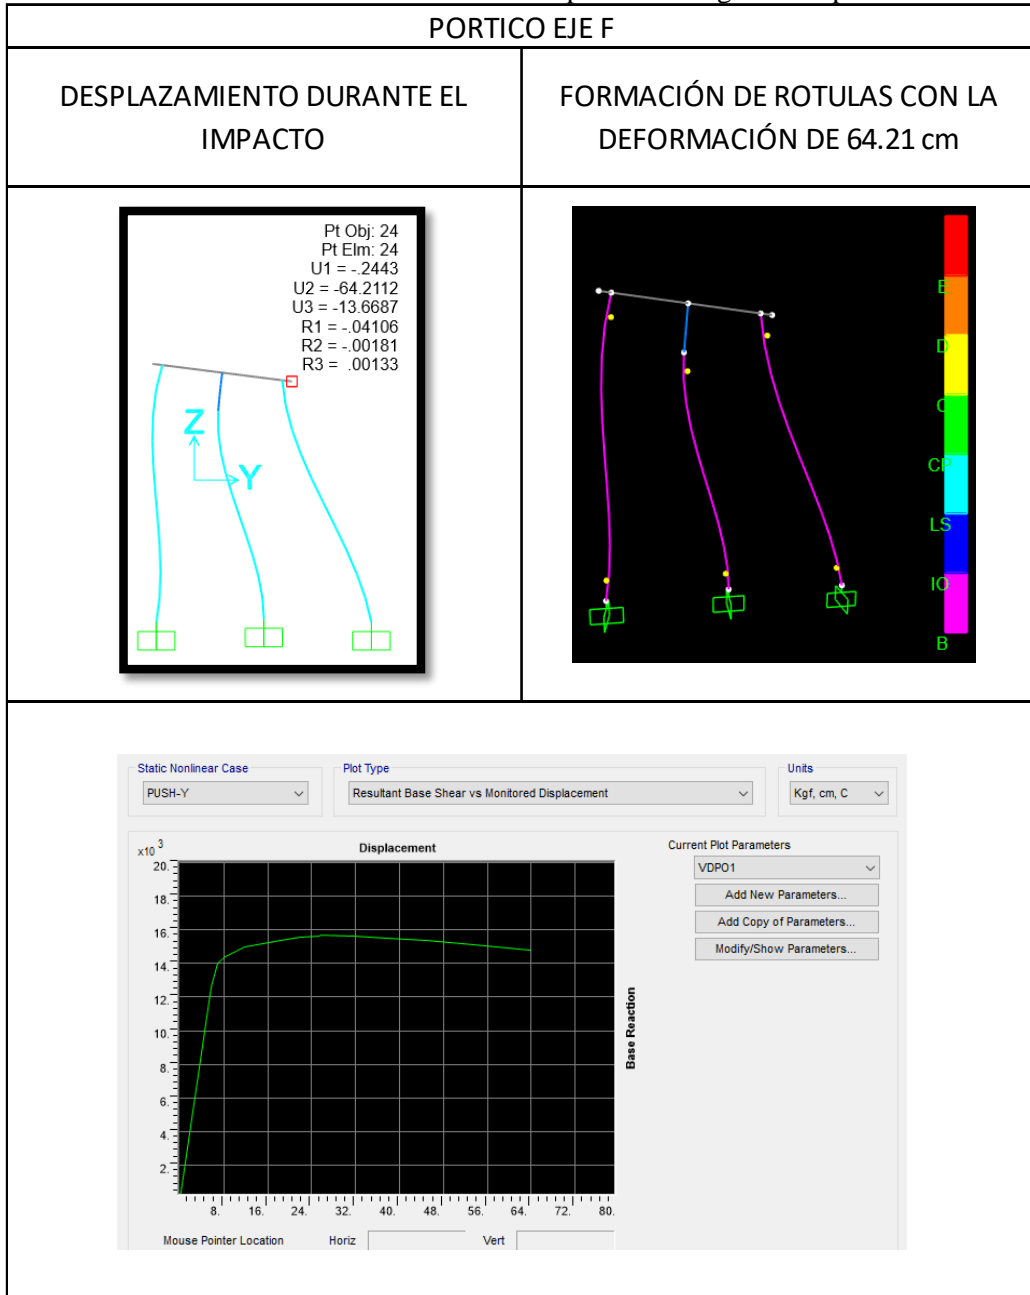 PORTICO EJE F
DESPLAZAMIENTO DURANTE EL
IMPACTO
FORMACIÓN DE ROTULAS CON LA
DEFORMACIÓN DE 64.21 cm
Pt Obj: 24
Pt Elm: 24
U1 = -.2443
U2 = -64.2112
U3 = -13.6687
R1 = -.04106
R2 = -.00181
R3 = .00133
Z
Y
E
D
C
CP
LS
IO
B
Static Nonlinear Case
PUSH-Y
Plot Type
Resultant Base Shear vs Monitored Displacement
Units
Kgf, cm, C
x10 3
Displacement
20.
18.
16.
14.
12.
10.
8.
6.
4.
2.
8. 16. 24. 32. 40. 48. 56. 64. 72. 80.
Base Reaction
Current Plot Parameters
VDPO1
Add New Parameters...
Add Copy of Parameters...
Modify/Show Parameters...
Mouse Pointer Location Horiz Vert